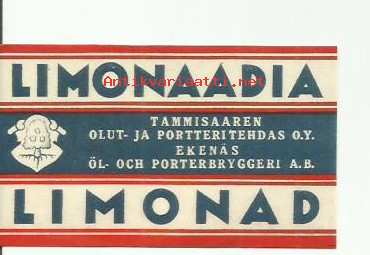 LIMONAADIA
Antikvariaatti.net
TAMMISAAREN
OLUT- JA PORTTERITEHDAS O.Y.
EKENÄS
ÖL- OCH PORTERBRYGGERI A.B.
LIMONAD